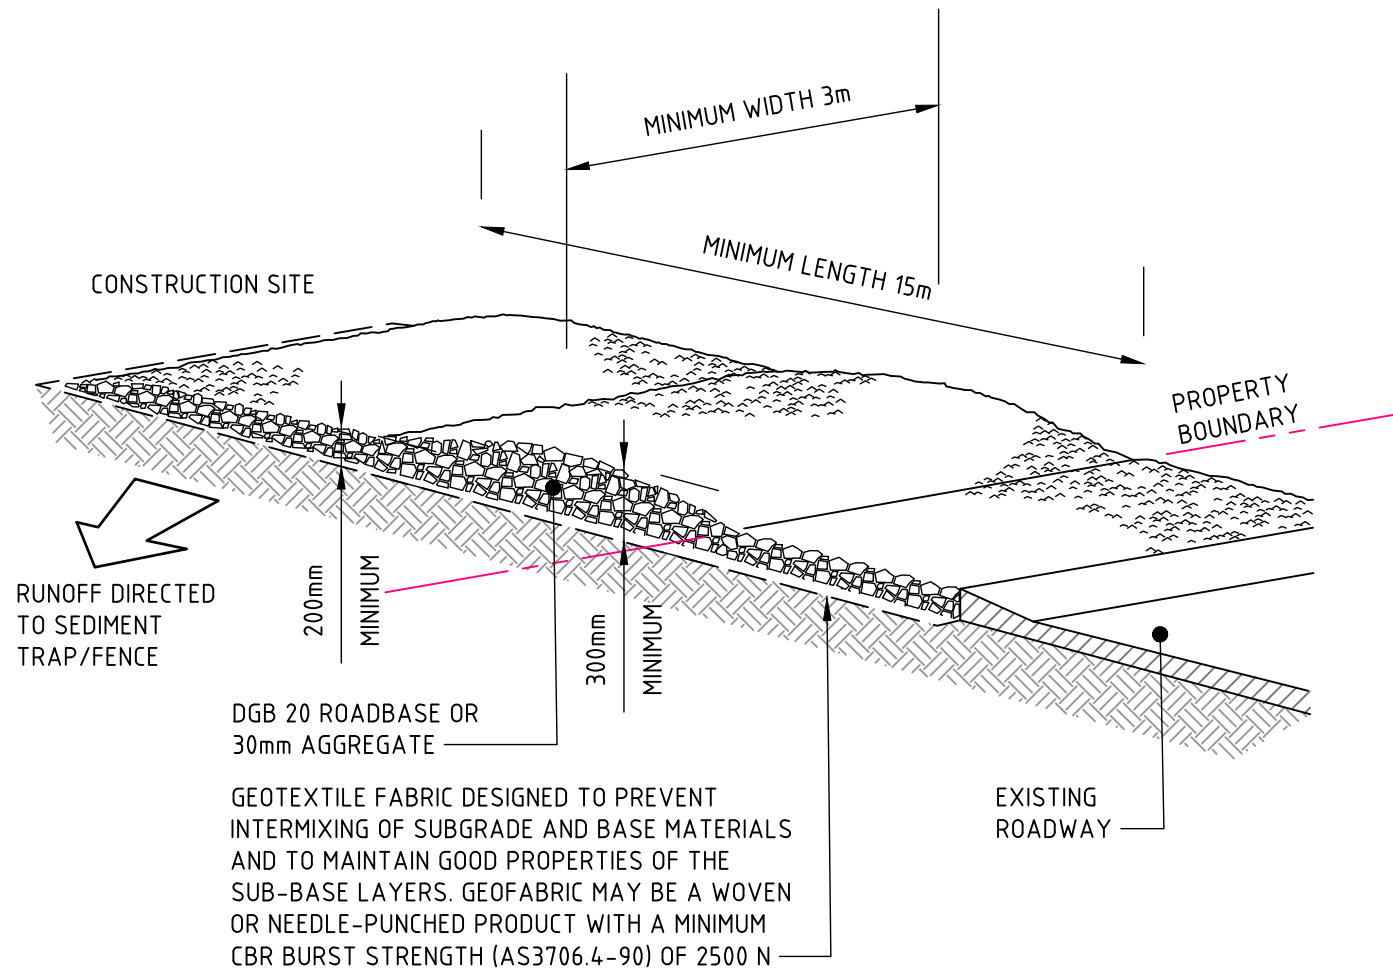 MINIMUM WIDTH 3m
MINIMUM LENGTH 15m
CONSTRUCTION SITE
PROPERTY
BOUNDARY
RUNOFF DIRECTED
TO SEDIMENT
TRAP/FENCE
200mm
MINIMUM
300mm
MINIMUM
DGB 20 ROADBASE OR
30mm AGGREGATE
GEOTEXTILE FABRIC DESIGNED TO PREVENT
INTERMIXING OF SUBGRADE AND BASE MATERIALS
AND TO MAINTAIN GOOD PROPERTIES OF THE
SUB-BASE LAYERS. GEOFABRIC MAY BE A WOVEN
OR NEEDLE-PUNCHED PRODUCT WITH A MINIMUM
CBR BURST STRENGTH (AS3706.4-90) OF 2500 N
EXISTING
ROADWAY